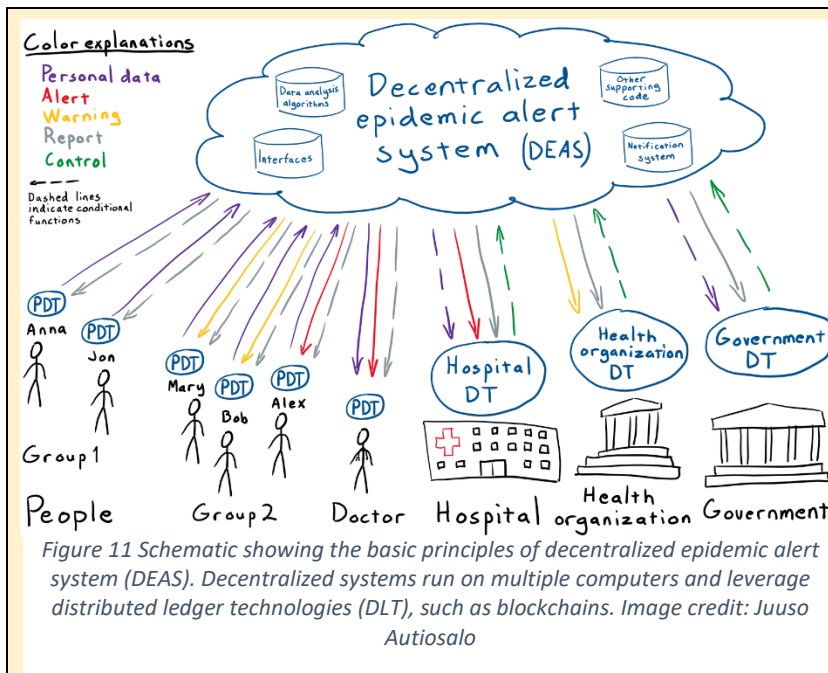 Color explanations
Personal data
Alert
Warning
Report
Control
Dashed lines
indicate conditional
functions
Decentralized
epidemic alert
system (DEAS)
Data analysis
algorithms
Interfaces
Other
supporting
code
Notification
system
PDT
Anna
PDT
Jon
Group1
People
PDT
Mary
PDT
Bob
PDT
Alex
Group2
PDT
Doctor
Hospital
DT
Hospital
Health
organization
DT
Health
organization
Government
DT
Government
Figure 11 Schematic showing the basic principles of decentralized epidemic alert
system (DEAS). Decentralized systems run on multiple computers and leverage
distributed ledger technologies (DLT), such as blockchains. Image credit: Juuso
Autiosalo